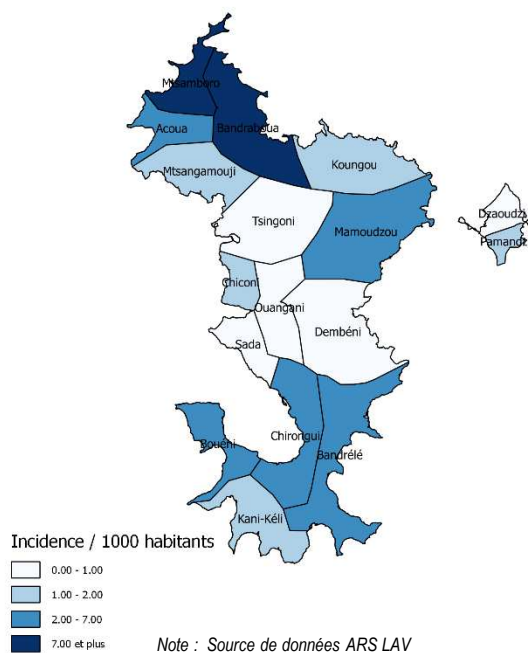 Mtsamboro
Acoua
Bandraboua
Mtsangamouji
Koungou
Tsingoni
Mamoudzou
Dzaoudzi
Pamandzi
Chiconi
Ouangani
Sada
Dembéni
Bouéni
Chirongui
Bandrélé
Kani-Kéli
Incidence / 1000 habitants
0.00 - 1.00
1.00 - 2.00
2.00 - 7.00
7.00 et plus
Note : Source de données ARS LAV